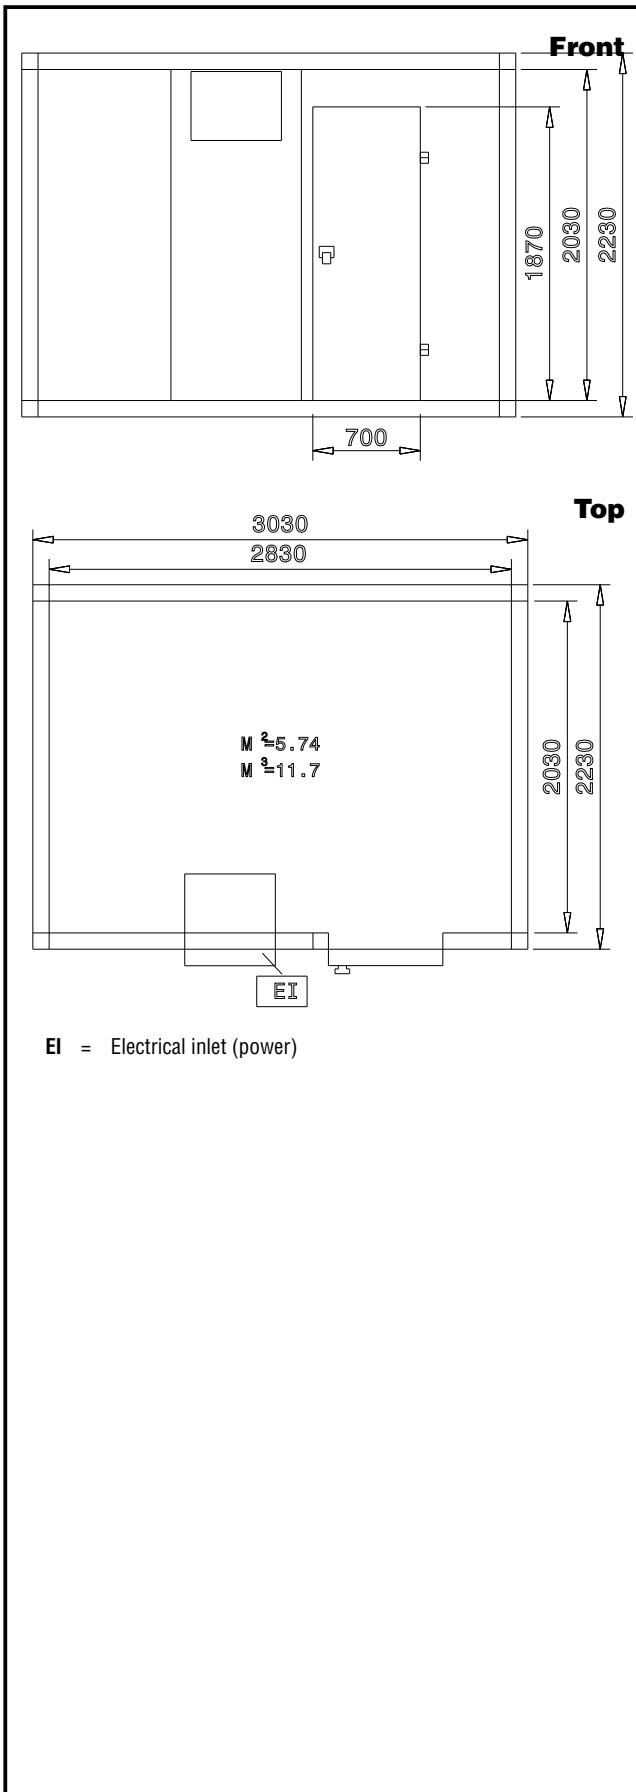 Front
1870
2030
2230
700
Top
3030
2830
M²=5.74
M³=11.7
2030
2230
EI
EI = Electrical inlet (power)